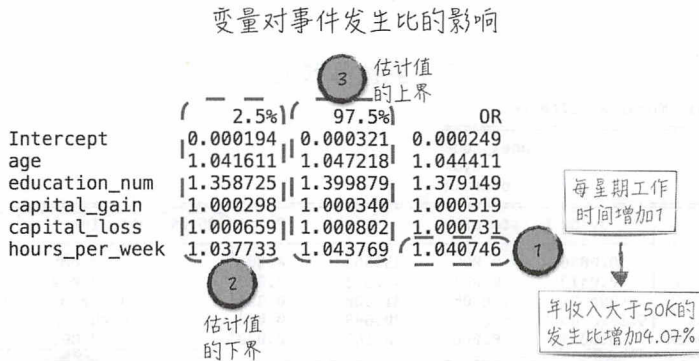 变量对事件发生比的影响
3
估计值
的上界
2.5% 97.5% OR
Intercept 0.000194 0.000321 0.000249
age 1.041611 1.047218 1.044411
education_num 1.358725 1.399879 1.379149
capital_gain 1.000298 1.000340 1.000319
capital_loss 1.000659 1.000802 1.000731
hours_per_week 1.037733 1.043769 1.040746
1
每星期工作
时间增加1
2
估计值
的下界
年收入大于50K的
发生比增加4.07%